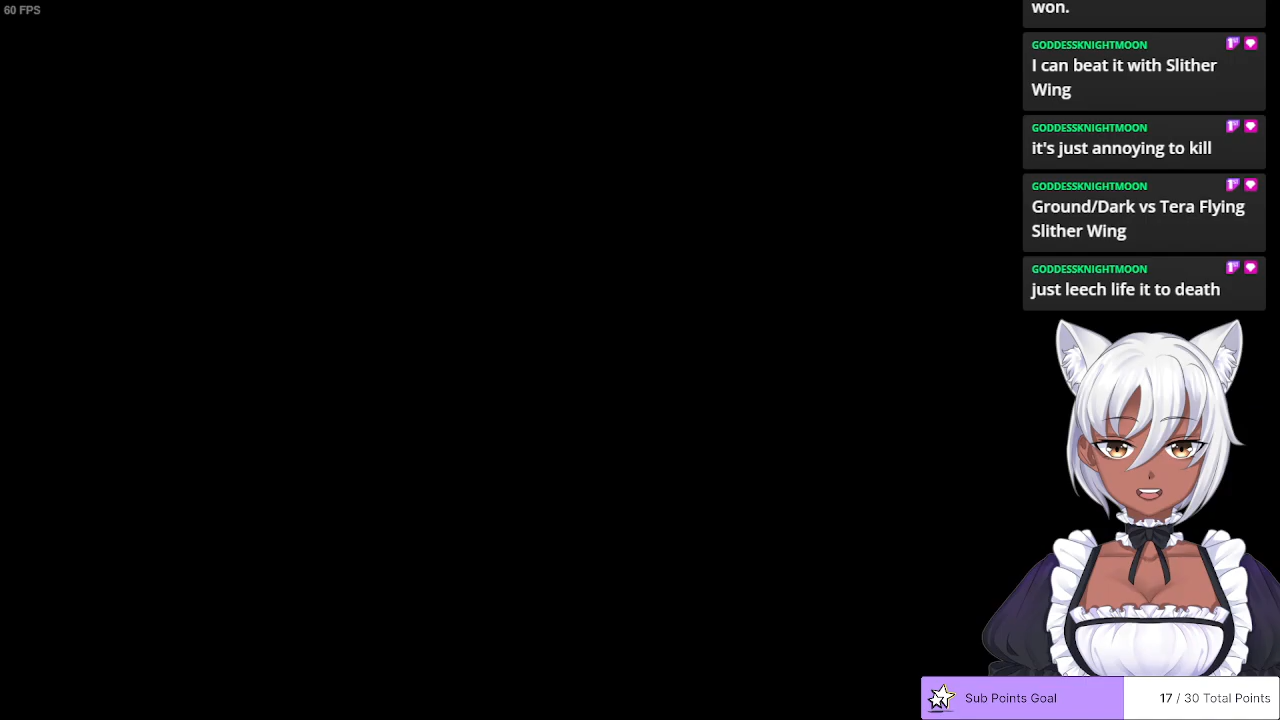 60 FPS
won.
GODDESSKNIGHTMOON
I can beat it with Slither
Wing
GODDESSKNIGHTMOON
it's just annoying to kill
GODDESSKNIGHTMOON
Ground/Dark vs Tera Flying
Slither Wing
GODDESSKNIGHTMOON
just leech life it to death
Sub Points Goal 17 / 30 Total Points